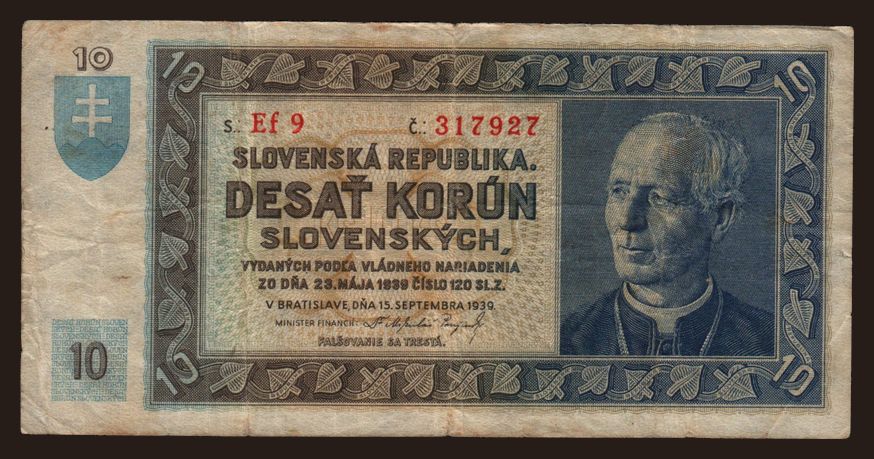 10
10
10
S.: Ef 9 Č.: 317927
SLOVENSKÁ REPUBLIKA.
DESAŤ KORÚN
SLOVENSKÝCH,
VYDANÝCH PODĽA VLÁDNEHO NARIADENIA
ZO DŇA 23. MÁJA 1939 ČÍSLO 120 SL.Z.
V BRATISLAVE, DŇA 15. SEPTEMBRA 1939.
MINISTER FINANCIÍ:
FALŠOVANIE SA TRESTÁ.
10
10
10